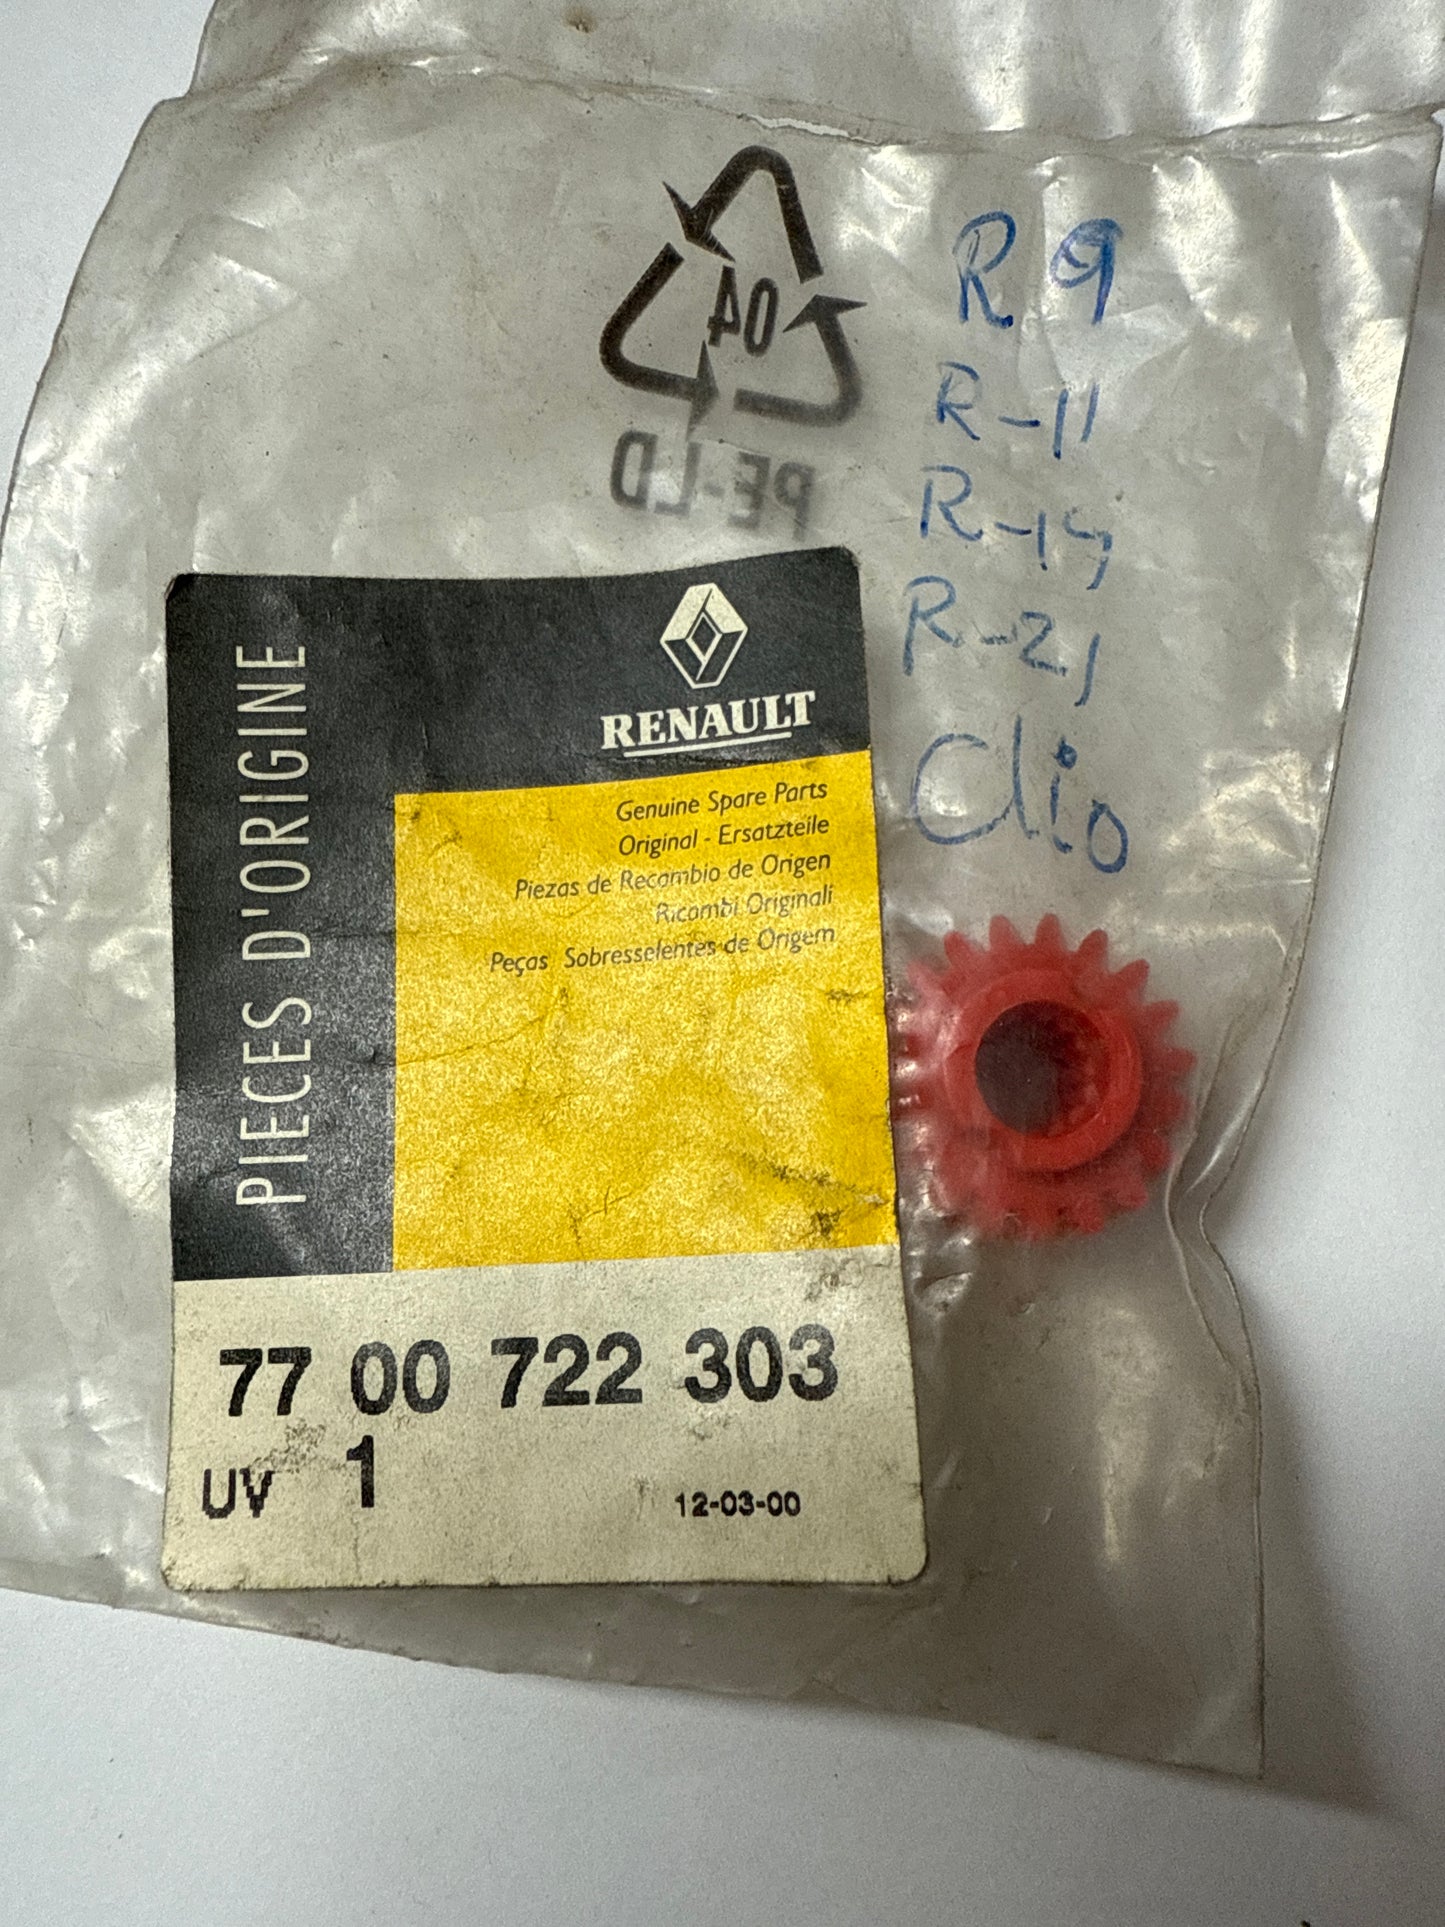 04
PE-LD
R 9
R-11
R-19
R-21
Clio
PIECES D'ORIGINE
RENAULT
Genuine Spare Parts
Original - Ersatzteile
Piezas de Recambio de Origen
Ricambi Originali
Peças Sobresselentes de Origem
77 00 722 303
UV 1
12-03-00